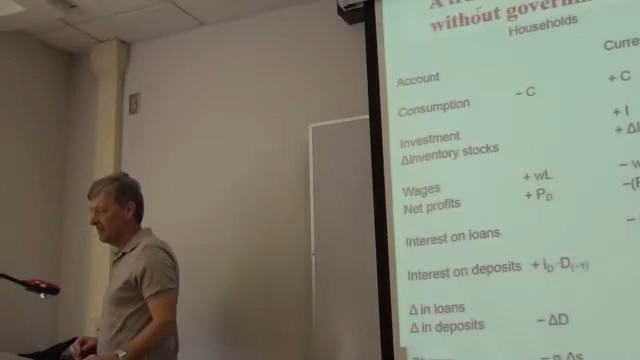 without governm
Households
Curre
Account
Consumption − C + C
Investment + I
ΔInventory stocks + ΔI
Wages + wL − w
Net profits + P_D −(P
Interest on loans −
Interest on deposits + i_D·D_(−1)
Δ in loans
Δ in deposits − ΔD